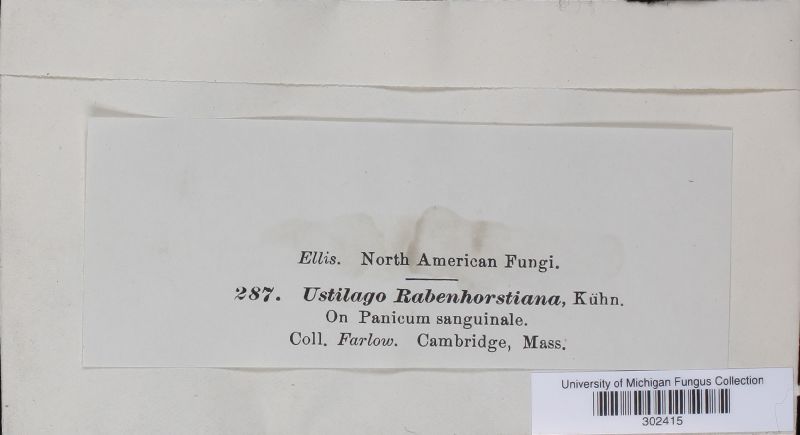 Ellis. North American Fungi.
287. Ustilago Rabenhorstiana, Kühn.
On Panicum sanguinale.
Coll. Farlow. Cambridge, Mass.
University of Michigan Fungus Collection
302415